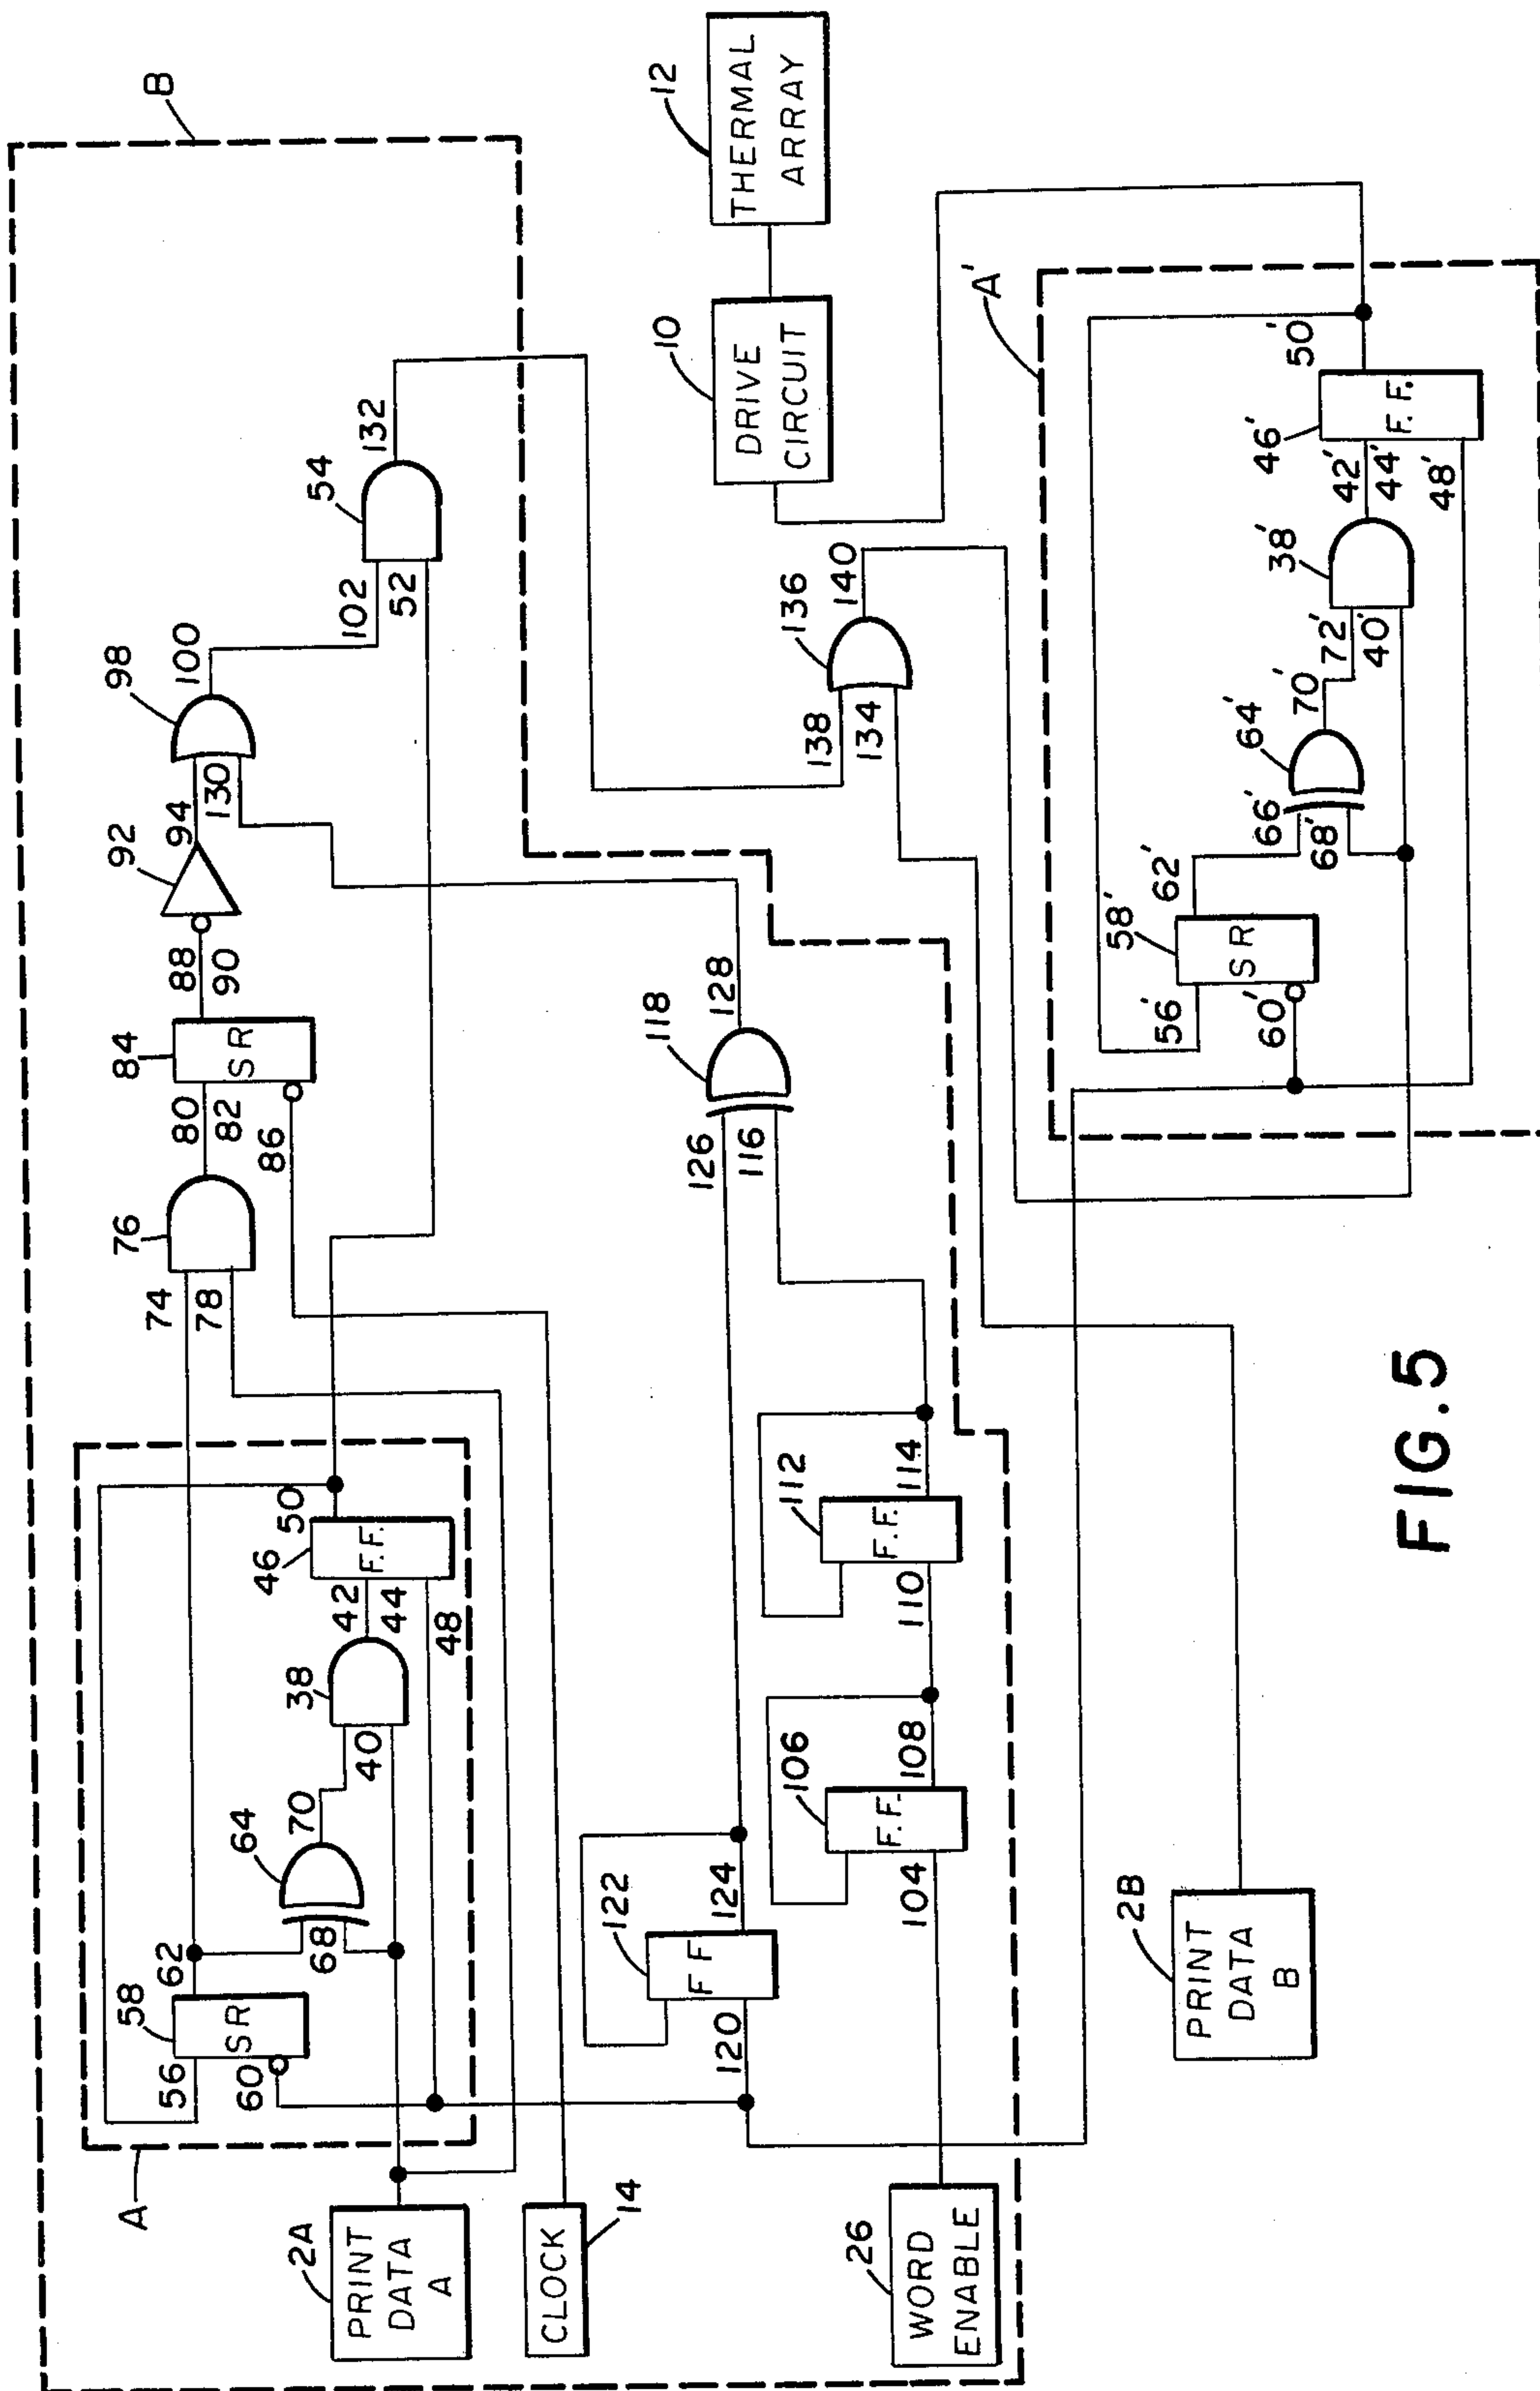 B
A
58
62
56
60
SR
64
68
70
38
40
42
44
46
F.F.
48
50
74
76
78
80
82
84
SR
86
88
90
92
94
98
130
100
102
52
54
132
2A
PRINT
DATA
A
CLOCK
14
122
FF
120
124
126
116
118
128
26
WORD
ENABLE
104
106
F.F.
108
110
112
F.F.
114
138
134
136
140
10
DRIVE
CIRCUIT
12
THERMAL
ARRAY
2B
PRINT
DATA
B
A'
56'
58'
SR
60'
62'
66'
68'
64'
70'
72'
40'
38'
42'
44'
46'
F.F.
48'
50'
FIG.5